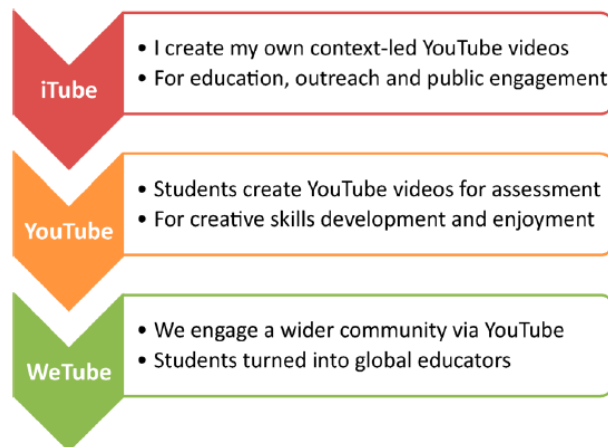 iTube
• I create my own context-led YouTube videos
• For education, outreach and public engagement
YouTube
• Students create YouTube videos for assessment
• For creative skills development and enjoyment
WeTube
• We engage a wider community via YouTube
• Students turned into global educators